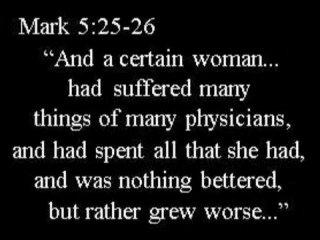 Mark 5:25-26
“And a certain woman...
had suffered many
things of many physicians,
and had spent all that she had,
and was nothing bettered,
but rather grew worse...”